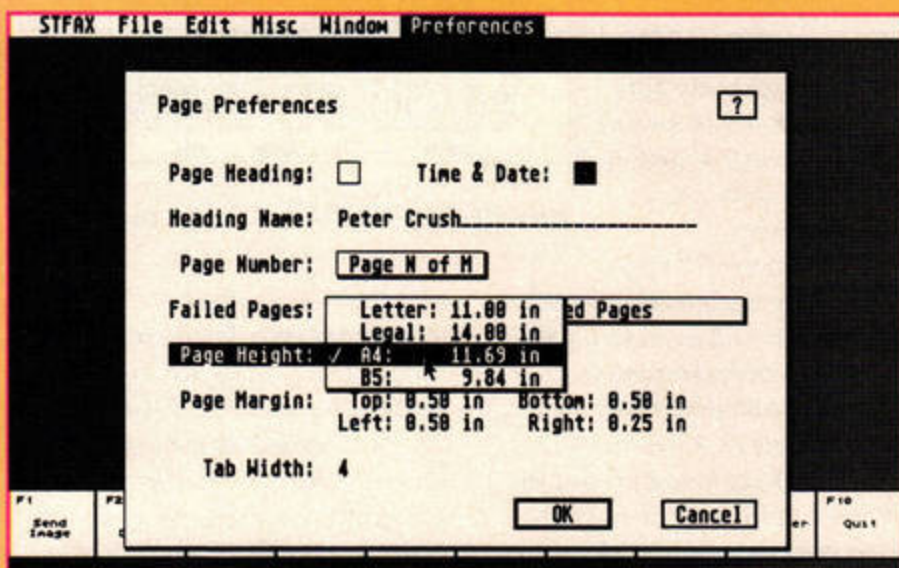 STFAX File Edit Misc Window Preferences
Page Preferences ?
Page Heading: Time & Date:
Heading Name: Peter Crush
Page Number: Page N of M
Failed Pages: ed Pages
Letter: 11.00 in
Legal: 14.00 in
Page Height: ✓ A4: 11.69 in
B5: 9.84 in
Page Margin: Top: 0.50 in Bottom: 0.50 in
Left: 0.50 in Right: 0.25 in
Tab Width: 4
OK Cancel
F1 F2 F10
Send er Quit
Image